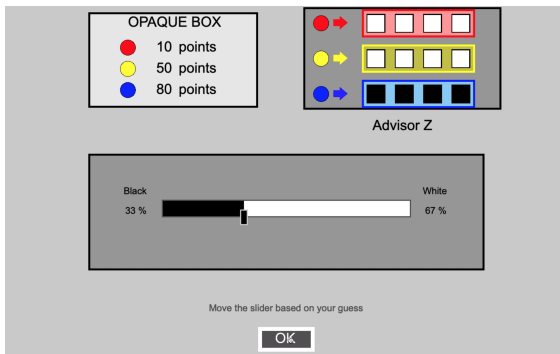 OPAQUE BOX
10 points
50 points
80 points
Advisor Z
Black
White
33 %
67 %
Move the slider based on your guess
OK